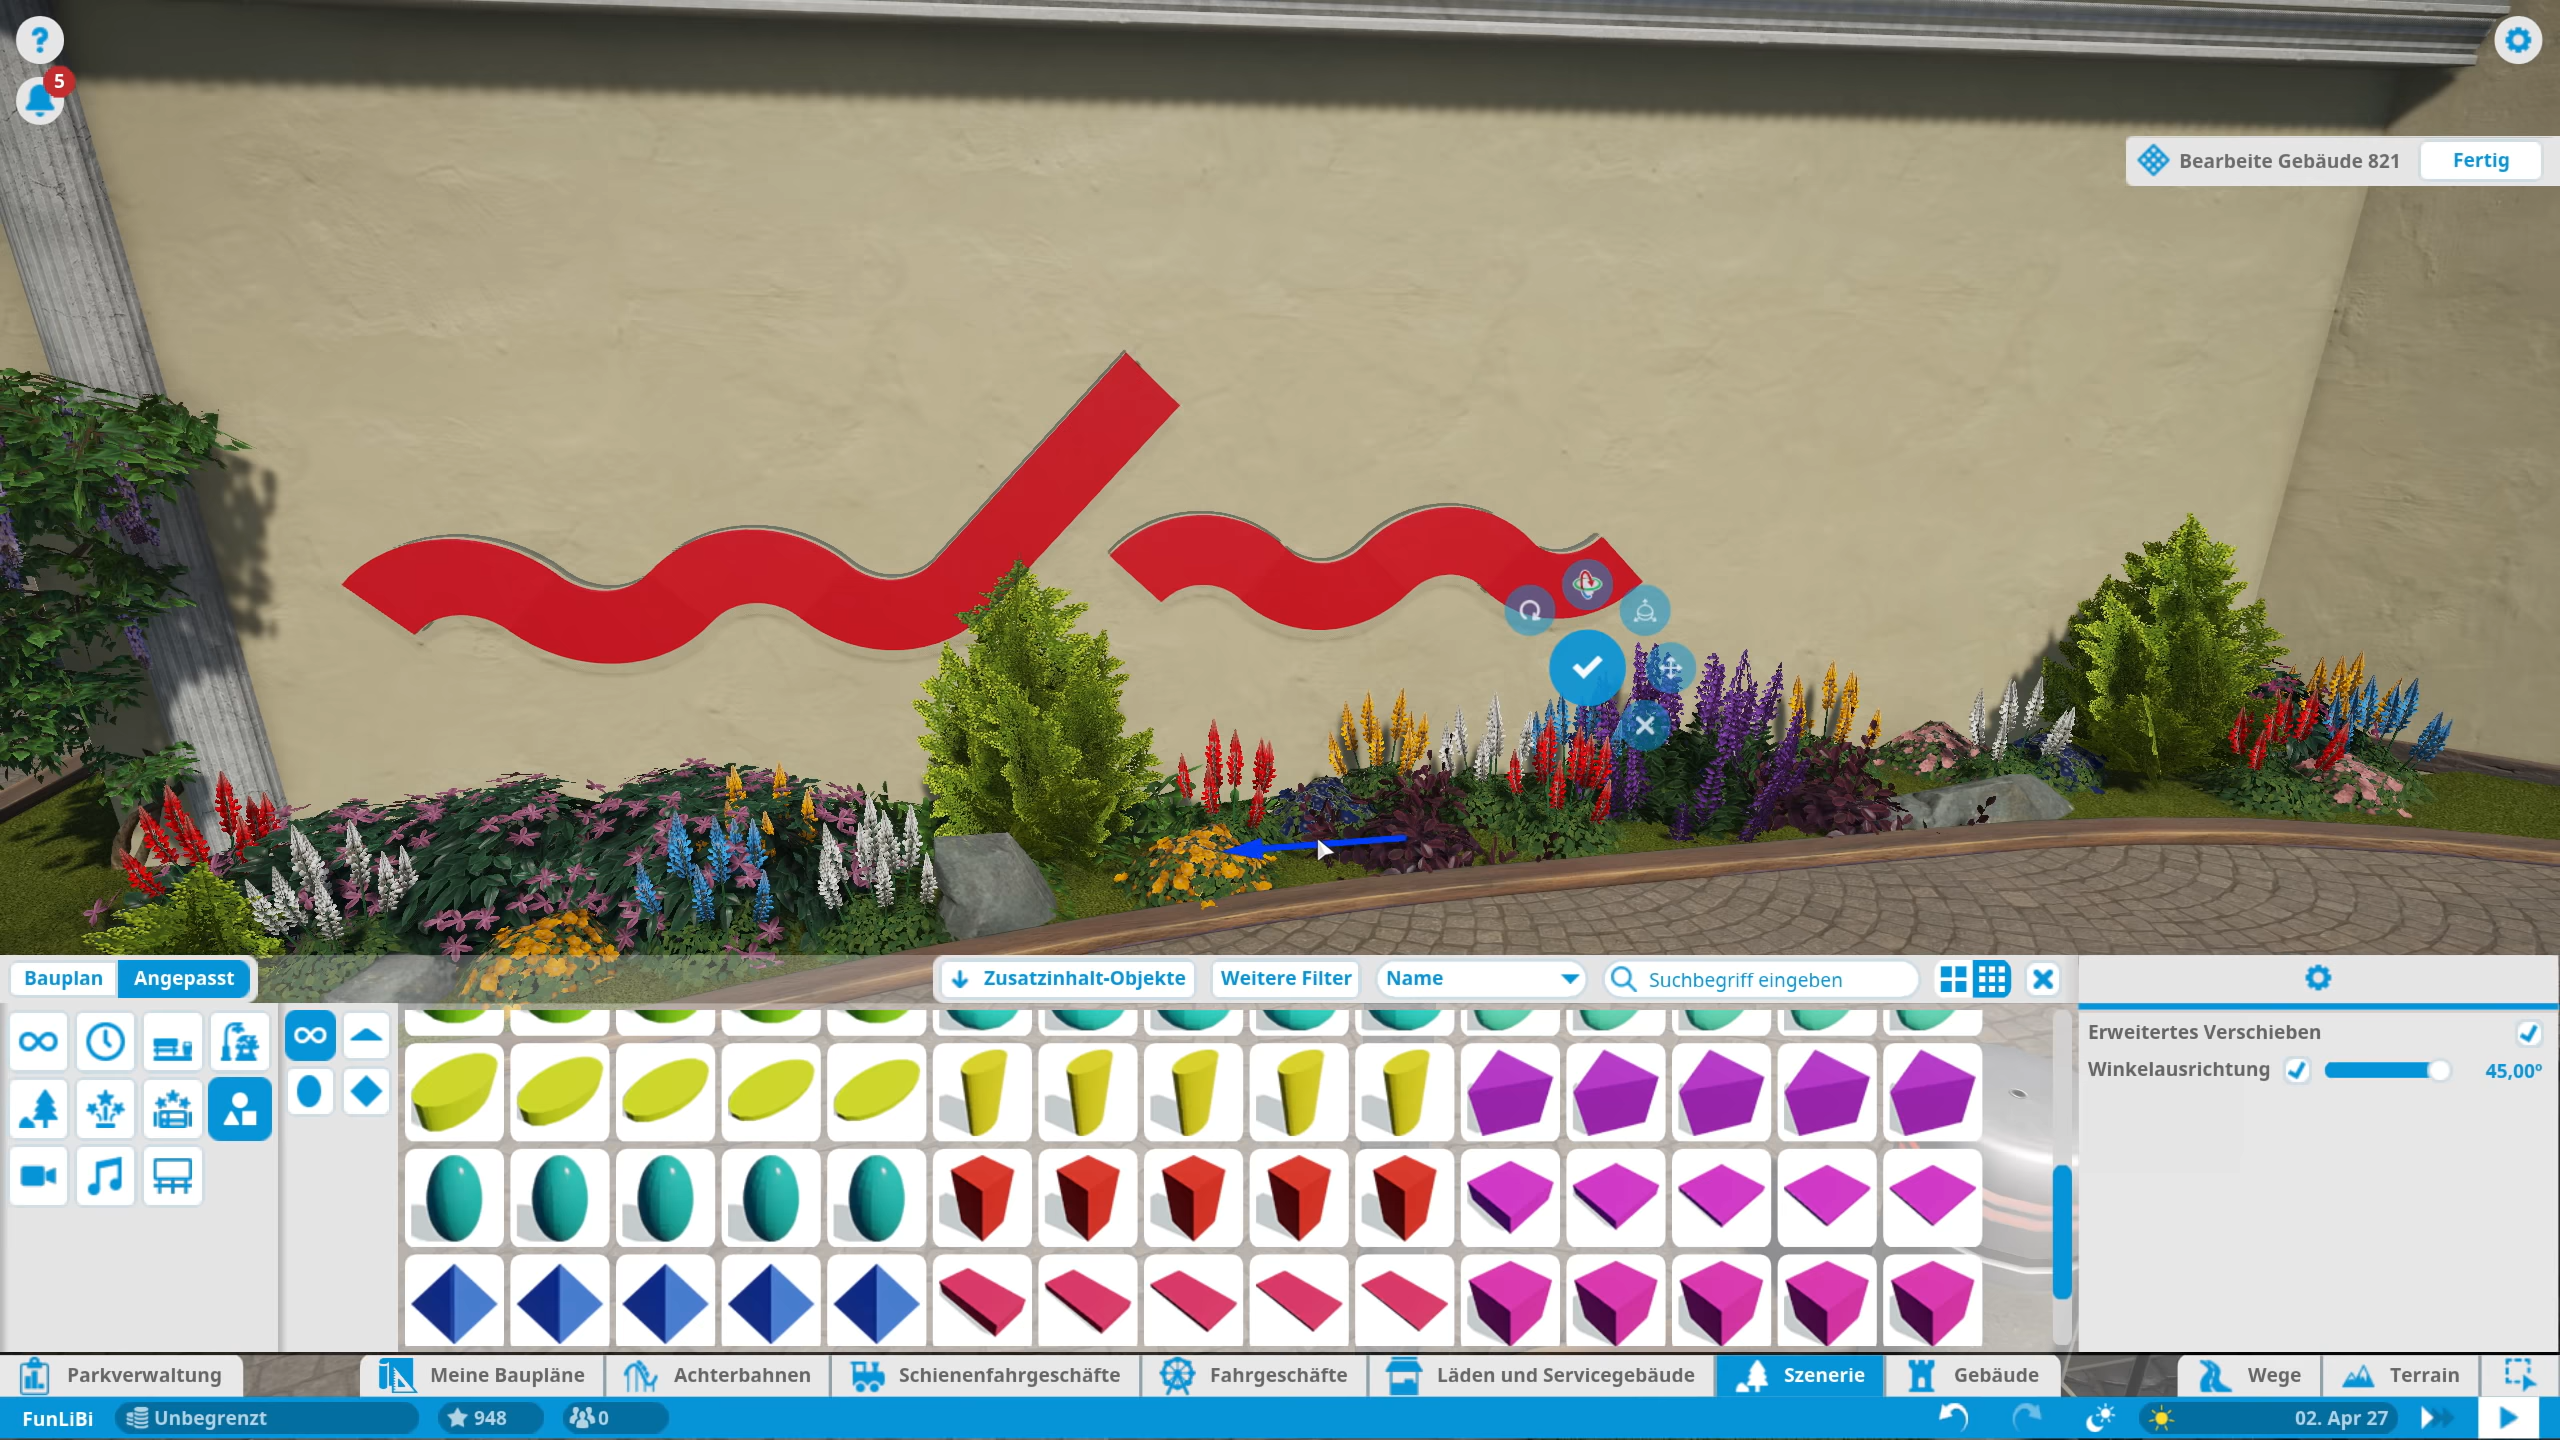 ?
5
Bearbeite Gebäude 821
Fertig
Bauplan
Angepasst
Zusatzinhalt-Objekte
Weitere Filter
Name
Suchbegriff eingeben
Erweitertes Verschieben
Winkelausrichtung
45,00°
Parkverwaltung
Meine Baupläne
Achterbahnen
Schienenfahrgeschäfte
Fahrgeschäfte
Läden und Servicegebäude
Szenerie
Gebäude
Wege
Terrain
FunLiBi
Unbegrenzt
948
0
02. Apr 27